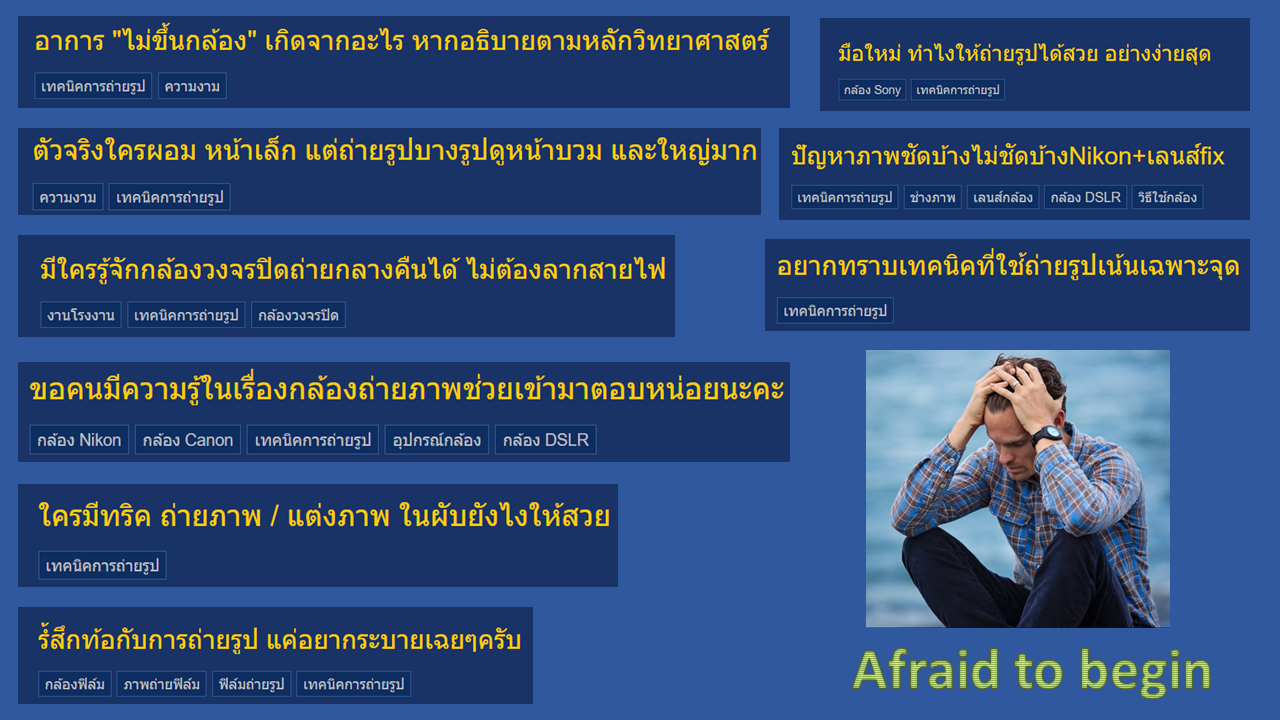 อาการ "ไม่ขึ้นกล้อง" เกิดจากอะไร หากอธิบายตามหลักวิทยาศาสตร์
เทคนิคการถ่ายรูป ความงาม
มือใหม่ ทำไงให้ถ่ายรูปได้สวย อย่างง่ายสุด
กล้อง Sony เทคนิคการถ่ายรูป
ตัวจริงใครผอม หน้าเล็ก แต่ถ่ายรูปบางรูปดูหน้าบวม และใหญ่มาก
ความงาม เทคนิคการถ่ายรูป
ปัญหาภาพชัดบ้างไม่ชัดบ้างNikon+เลนส์fix
เทคนิคการถ่ายรูป ช่างภาพ เลนส์กล้อง กล้อง DSLR วิธีใช้กล้อง
มีใครรู้จักกล้องวงจรปิดถ่ายกลางคืนได้ ไม่ต้องลากสายไฟ
งานโรงงาน เทคนิคการถ่ายรูป กล้องวงจรปิด
อยากทราบเทคนิคที่ใช้ถ่ายรูปเน้นเฉพาะจุด
เทคนิคการถ่ายรูป
ขอคนมีความรู้ในเรื่องกล้องถ่ายภาพช่วยเข้ามาตอบหน่อยนะคะ
กล้อง Nikon กล้อง Canon เทคนิคการถ่ายรูป อุปกรณ์กล้อง กล้อง DSLR
ใครมีทริค ถ่ายภาพ / แต่งภาพ ในผับยังไงให้สวย
เทคนิคการถ่ายรูป
รู้้สึกท้อกับการถ่ายรูป แค่อยากระบายเฉยๆครับ
กล้องฟิล์ม ภาพถ่ายฟิล์ม ฟิล์มถ่ายรูป เทคนิคการถ่ายรูป
Afraid to begin